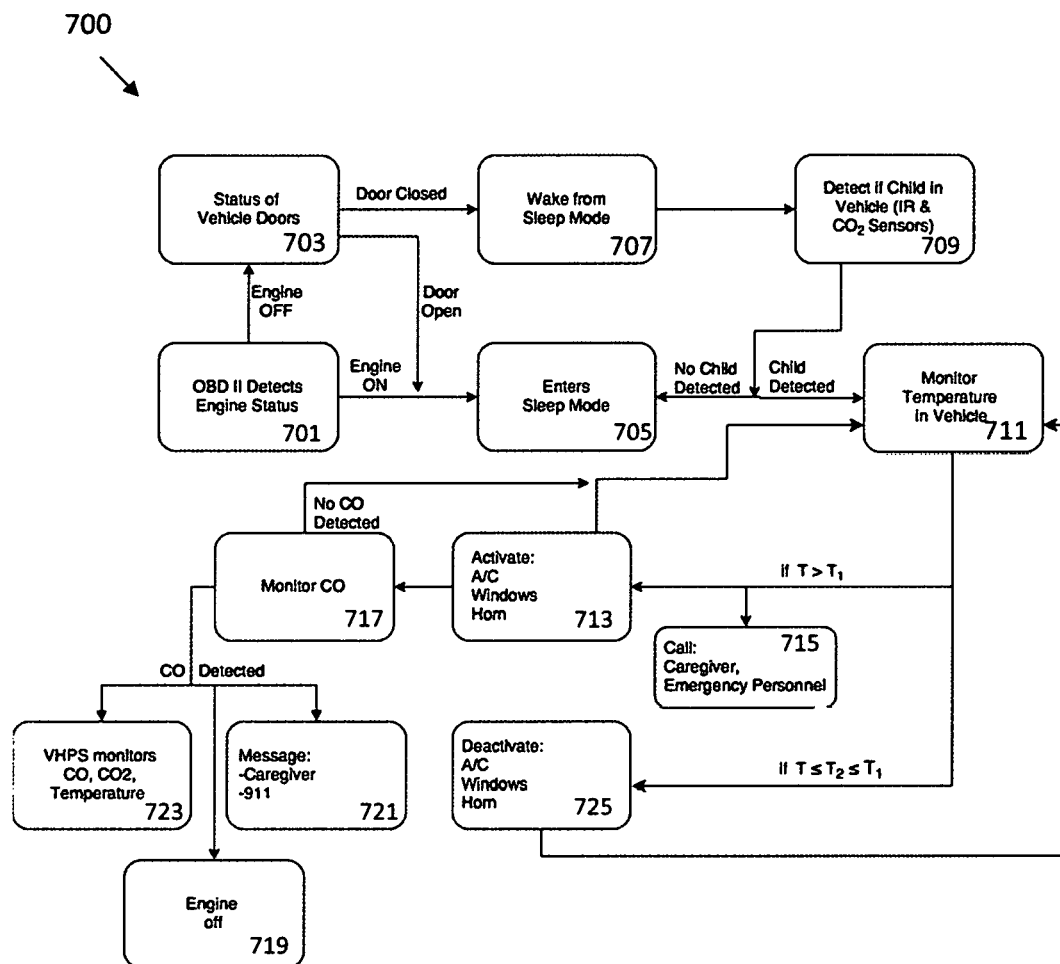 700
Status of
Vehicle Doors
703
Door Closed
Wake from
Sleep Mode
707
Detect if Child in
Vehicle (IR &
CO₂ Sensors)
709
Engine
OFF
Door
Open
OBD II Detects
Engine Status
701
Engine
ON
Enters
Sleep Mode
705
No Child
Detected
Child
Detected
Monitor
Temperature
in Vehicle
711
No CO
Detected
Monitor CO
717
Activate:
A/C
Windows
Horn
713
if T > T₁
715
Call:
Caregiver,
Emergency Personnel
CO Detected
VHPS monitors
CO, CO2,
Temperature
723
Message:
-Caregiver
-911
721
Deactivate:
A/C
Windows
Horn
725
if T ≤ T₂ ≤ T₁
Engine
off
719